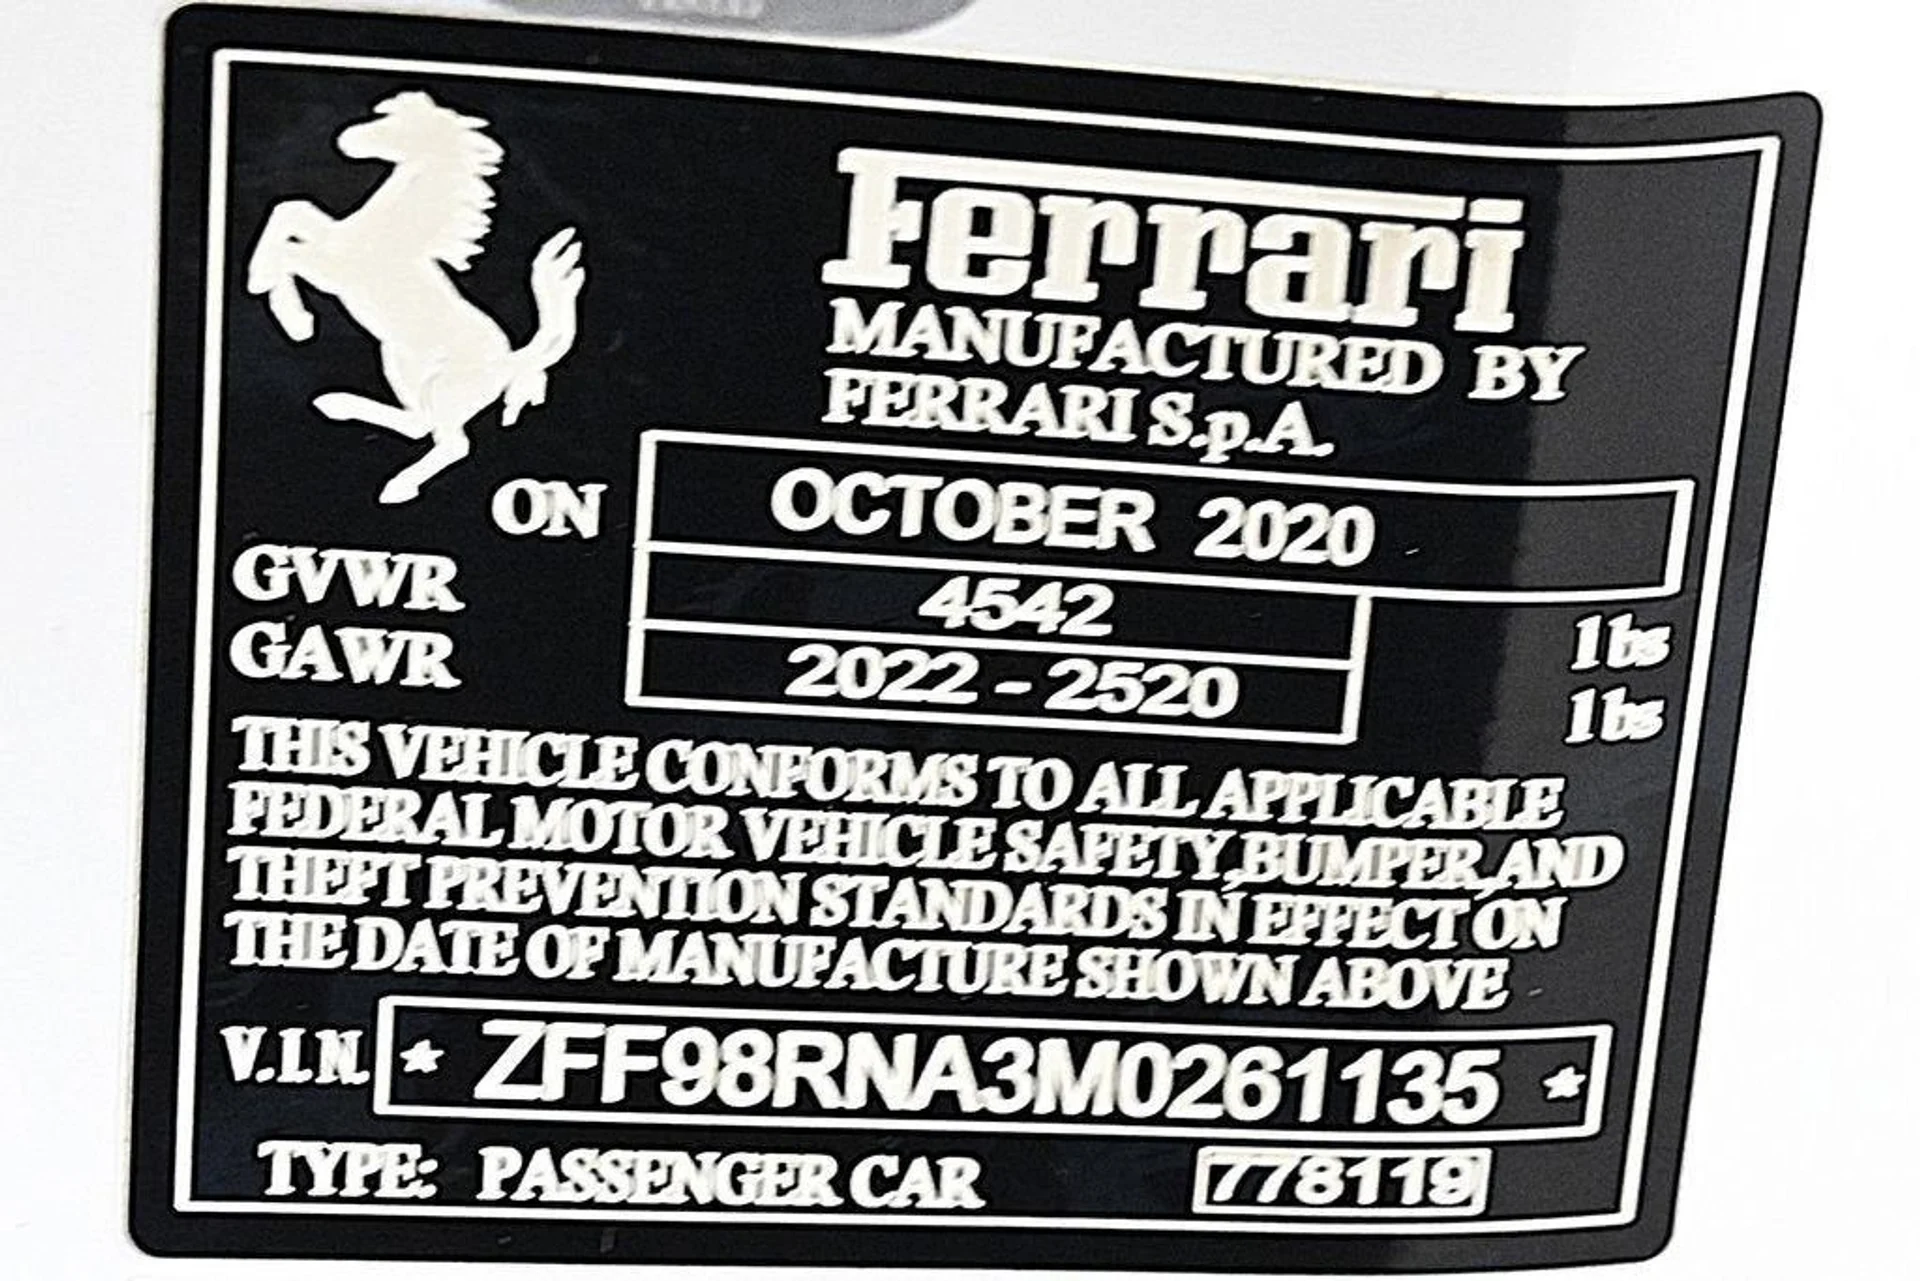 Ferrari
MANUFACTURED BY
FERRARI S.p.A.
ON OCTOBER 2020
GVWR 4542 lbs
GAWR 2022 - 2520 lbs
THIS VEHICLE CONFORMS TO ALL APPLICABLE
FEDERAL MOTOR VEHICLE SAFETY,BUMPER,AND
THEFT PREVENTION STANDARDS IN EFFECT ON
THE DATE OF MANUFACTURE SHOWN ABOVE
V.I.N. * ZFF98RNA3M0261135 *
TYPE: PASSENGER CAR 778119